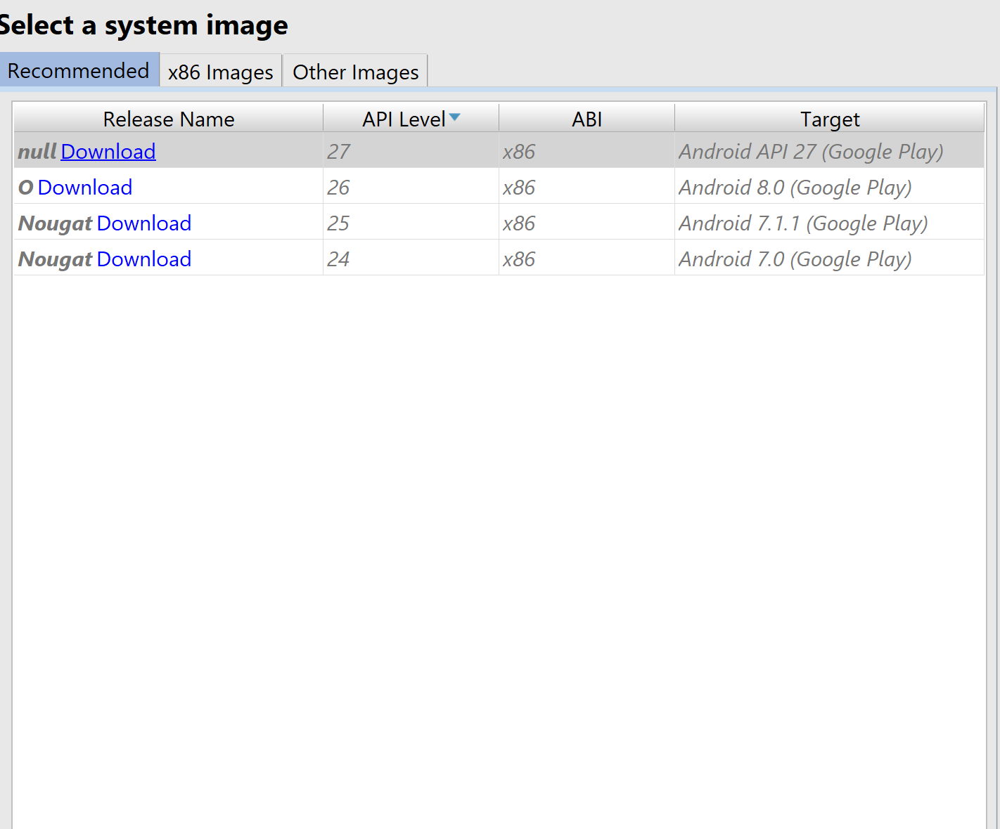 Select a system image
Recommended x86 Images Other Images
Release Name API Level ABI Target
null Download 27 x86 Android API 27 (Google Play)
O Download 26 x86 Android 8.0 (Google Play)
Nougat Download 25 x86 Android 7.1.1 (Google Play)
Nougat Download 24 x86 Android 7.0 (Google Play)